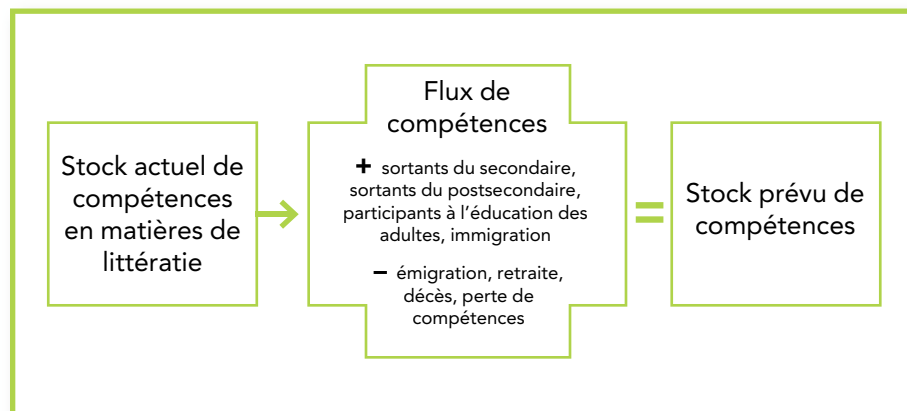 Stock actuel de
compétences
en matières de
littératie
Flux de
compétences
+ sortants du secondaire,
sortants du postsecondaire,
participants à l'éducation des
adultes, immigration
– émigration, retraite,
décès, perte de
compétences
=
Stock prévu de
compétences